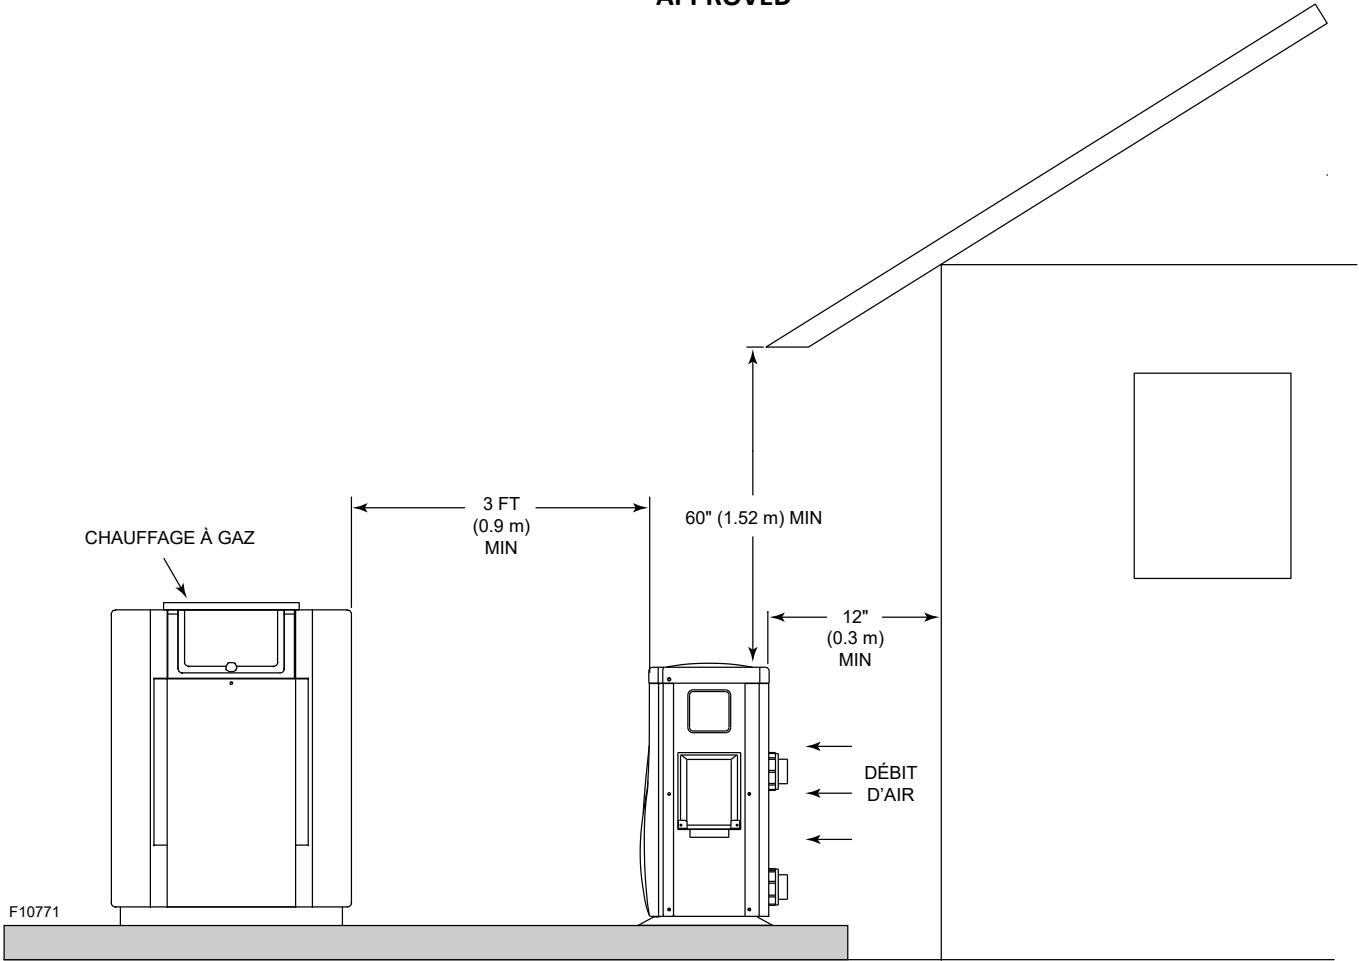 APPROVED
3 FT
(0.9 m)
MIN
60" (1.52 m) MIN
CHAUFFAGE À GAZ
12"
(0.3 m)
MIN
DÉBIT
D’AIR
F10771